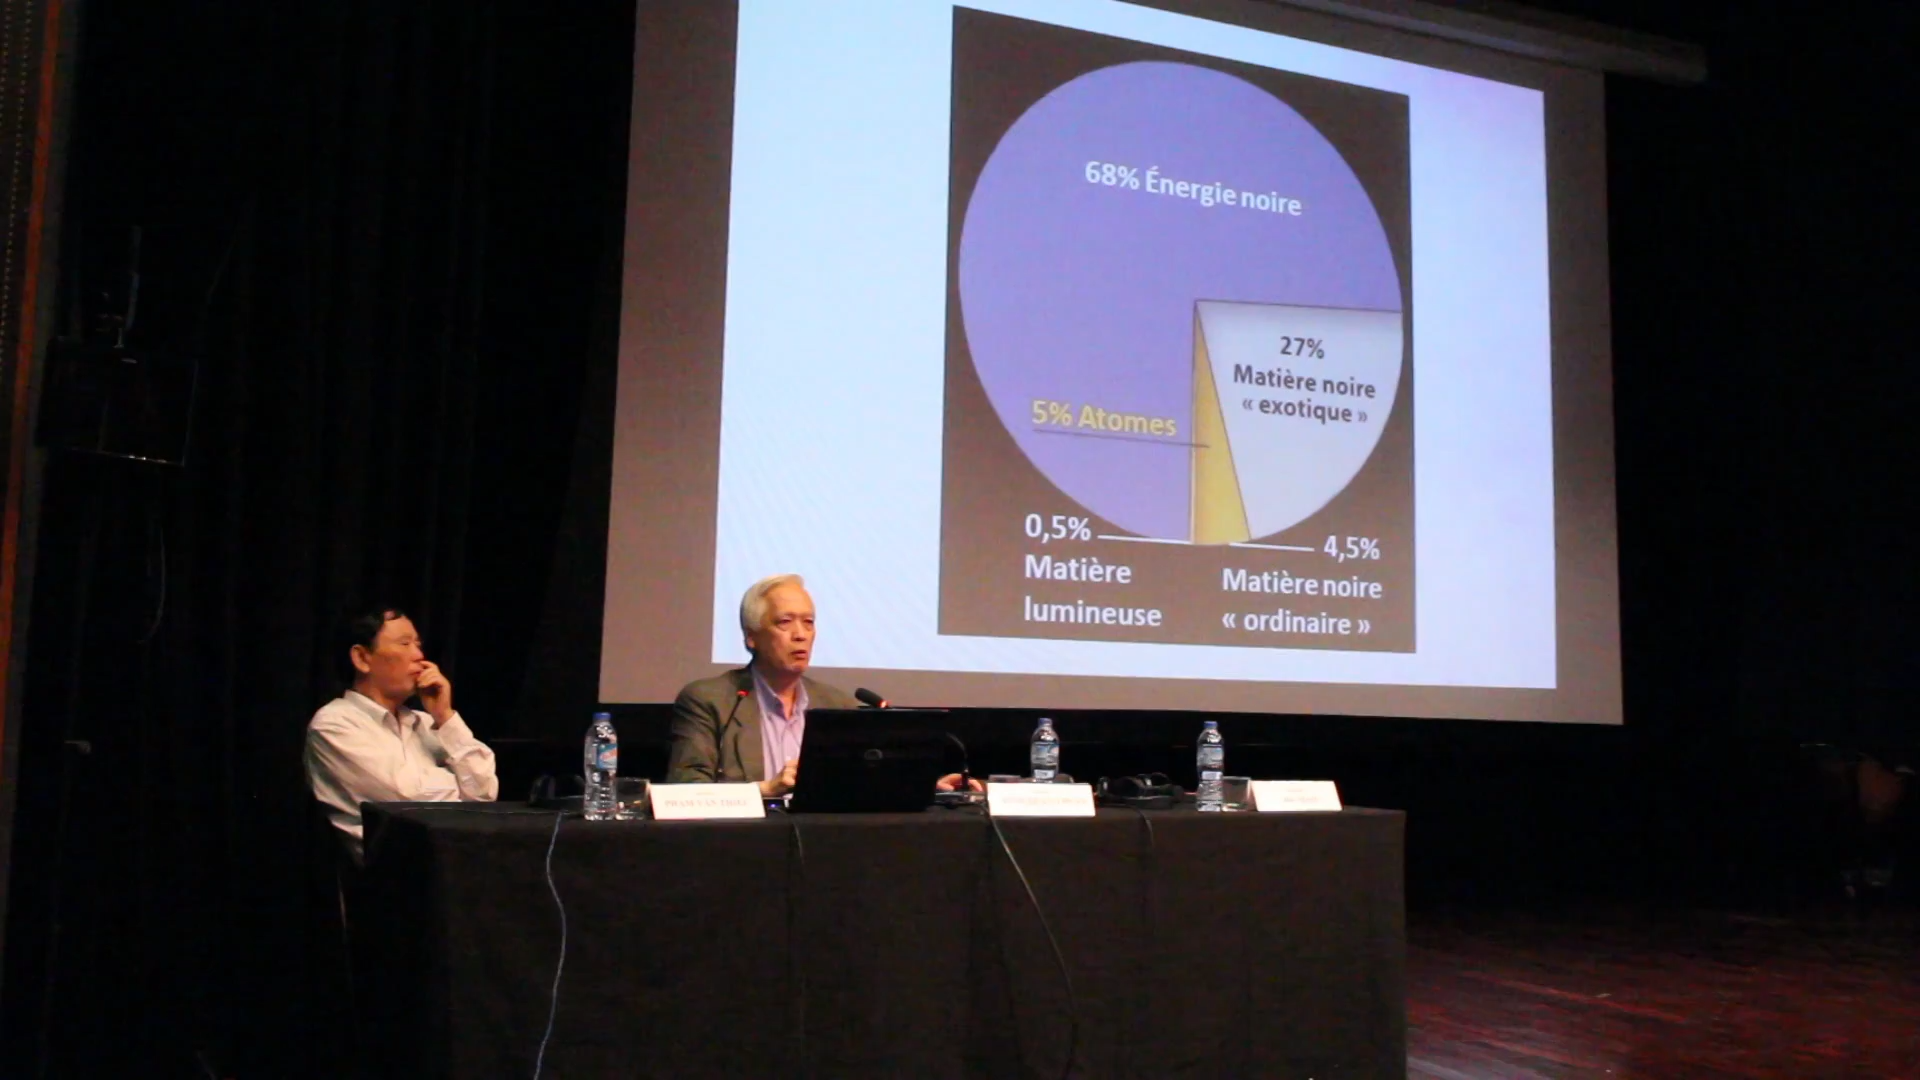 68% Énergie noire
27%
Matière noire
« exotique »
5% Atomes
0,5%
Matière
lumineuse
4,5%
Matière noire
« ordinaire »